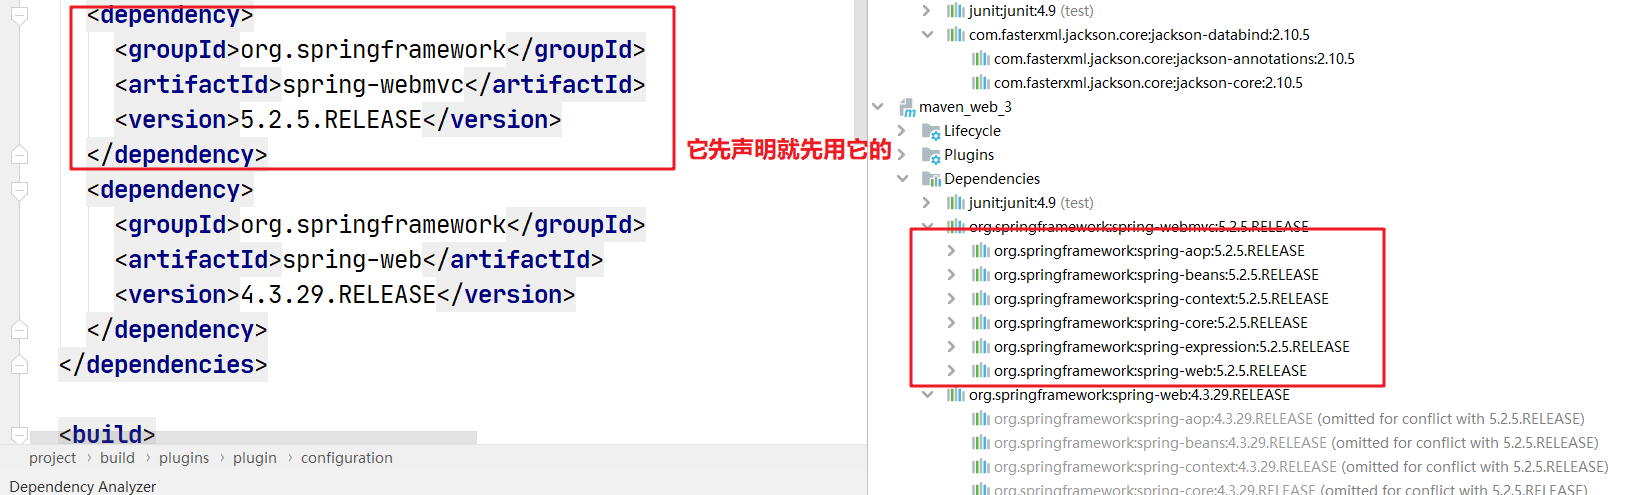 <dependency>
<groupId>org.springframework</groupId>
<artifactId>spring-webmvc</artifactId>
<version>5.2.5.RELEASE</version>
</dependency>
<dependency>
<groupId>org.springframework</groupId>
<artifactId>spring-web</artifactId>
<version>4.3.29.RELEASE</version>
</dependency>
</dependencies>
<build>
project › build › plugins › plugin › configuration
Dependency Analyzer
它先声明就先用它的
junit:junit:4.9 (test)
com.fasterxml.jackson.core:jackson-databind:2.10.5
com.fasterxml.jackson.core:jackson-annotations:2.10.5
com.fasterxml.jackson.core:jackson-core:2.10.5
maven_web_3
Lifecycle
Plugins
Dependencies
junit:junit:4.9 (test)
org.springframework:spring-webmvc:5.2.5.RELEASE
org.springframework:spring-aop:5.2.5.RELEASE
org.springframework:spring-beans:5.2.5.RELEASE
org.springframework:spring-context:5.2.5.RELEASE
org.springframework:spring-core:5.2.5.RELEASE
org.springframework:spring-expression:5.2.5.RELEASE
org.springframework:spring-web:5.2.5.RELEASE
org.springframework:spring-web:4.3.29.RELEASE
org.springframework:spring-aop:4.3.29.RELEASE (omitted for conflict with 5.2.5.RELEASE)
org.springframework:spring-beans:4.3.29.RELEASE (omitted for conflict with 5.2.5.RELEASE)
org.springframework:spring-context:4.3.29.RELEASE (omitted for conflict with 5.2.5.RELEASE)
org.springframework:spring-core:4.3.29.RELEASE (omitted for conflict with 5.2.5.RELEASE)